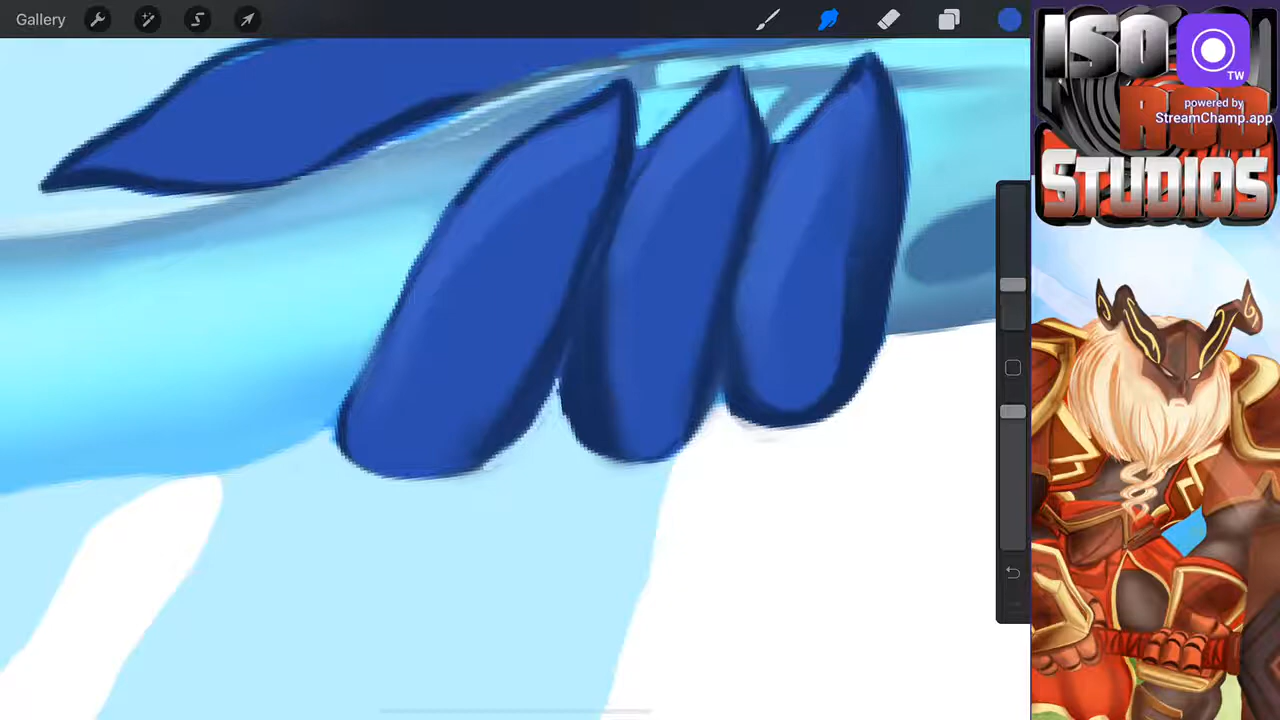 Gallery
ISO
TW
powered by
StreamChamp.app
STUDIOS